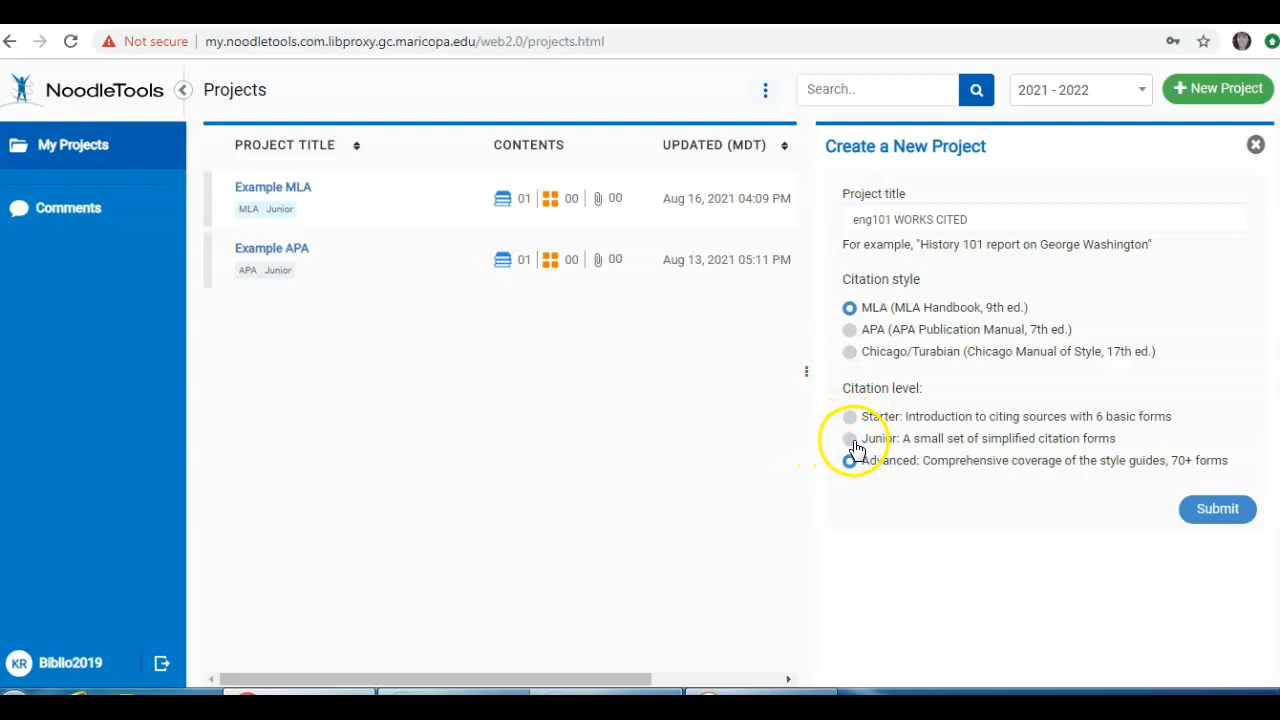 Not secure my.noodletools.com.libproxy.gc.maricopa.edu/web2.0/projects.html
NoodleTools
Projects
Search..
2021 - 2022
+ New Project
My Projects
Comments
PROJECT TITLE CONTENTS UPDATED (MDT)
Example MLA
MLA Junior
01 00 00 Aug 16, 2021 04:09 PM
Example APA
APA Junior
01 00 00 Aug 13, 2021 05:11 PM
Create a New Project
Project title
eng101 WORKS CITED
For example, "History 101 report on George Washington"
Citation style
MLA (MLA Handbook, 9th ed.)
APA (APA Publication Manual, 7th ed.)
Chicago/Turabian (Chicago Manual of Style, 17th ed.)
Citation level:
Starter: Introduction to citing sources with 6 basic forms
Junior: A small set of simplified citation forms
Advanced: Comprehensive coverage of the style guides, 70+ forms
Submit
KR Biblio2019